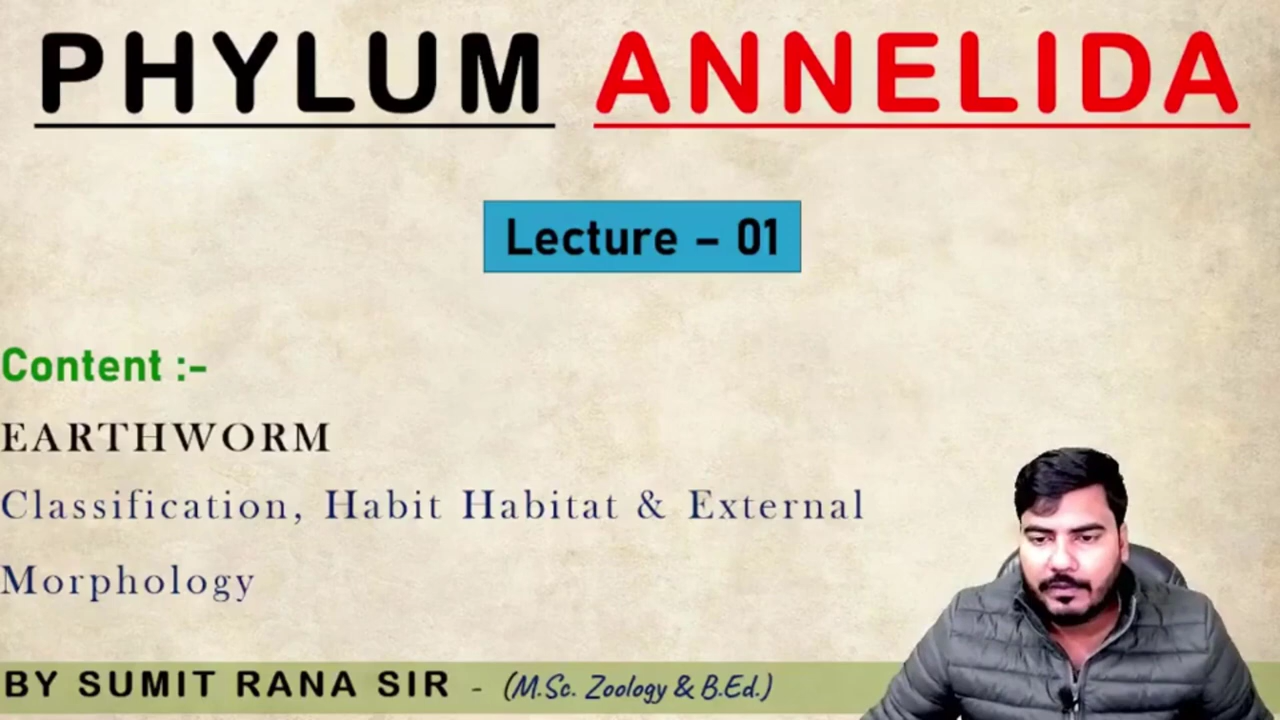 PHYLUM ANNELIDA
Lecture – 01
Content :-
EARTHWORM
Classification, Habit Habitat & External
Morphology
BY SUMIT RANA SIR - (M.Sc. Zoology & B.Ed.)